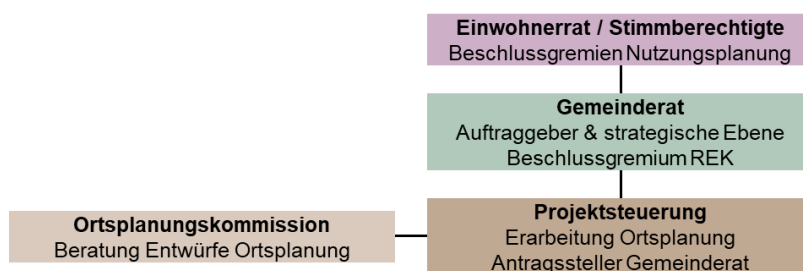 Einwohnerrat / Stimmberechtigte
Beschlussgremien Nutzungsplanung
Gemeinderat
Auftraggeber & strategische Ebene
Beschlussgremium REK
Ortsplanungskommission
Beratung Entwürfe Ortsplanung
Projektsteuerung
Erarbeitung Ortsplanung
Antragssteller Gemeinderat